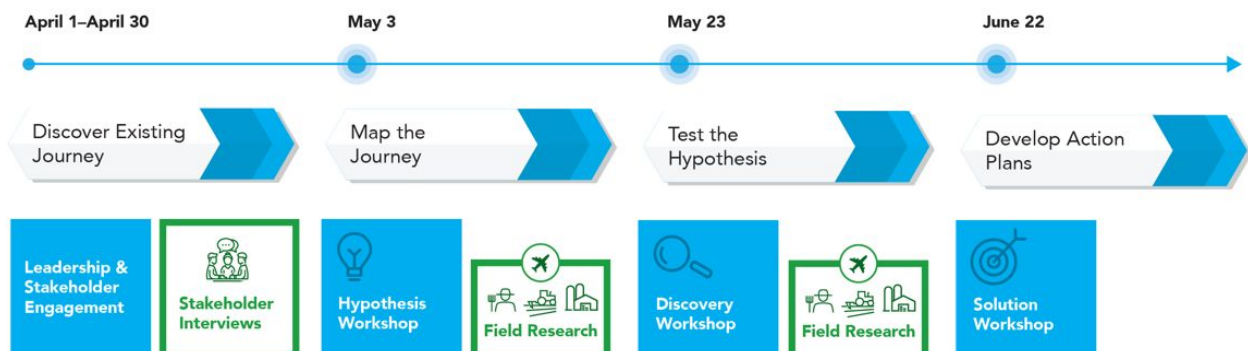 April 1–April 30
May 3
May 23
June 22
Discover Existing
Journey
Map the
Journey
Test the
Hypothesis
Develop Action
Plans
Leadership &
Stakeholder
Engagement
Stakeholder
Interviews
Hypothesis
Workshop
Field Research
Discovery
Workshop
Field Research
Solution
Workshop